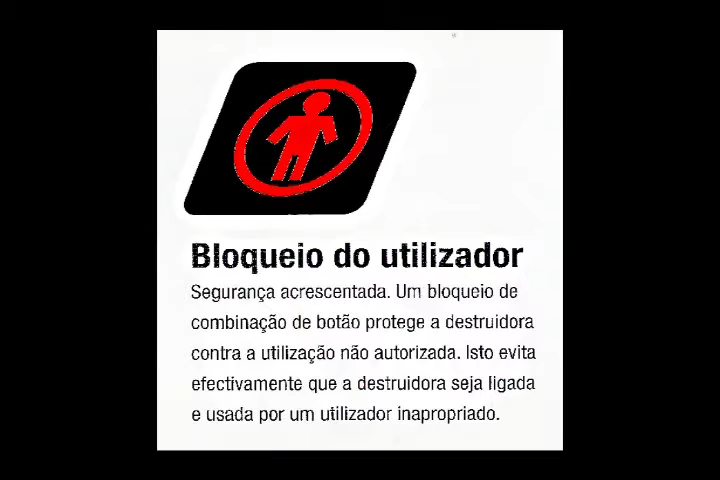 Bloqueio do utilizador
Segurança acrescentada. Um bloqueio de
combinação de botão protege a destruidora
contra a utilização não autorizada. Isto evita
efectivamente que a destruidora seja ligada
e usada por um utilizador inapropriado.